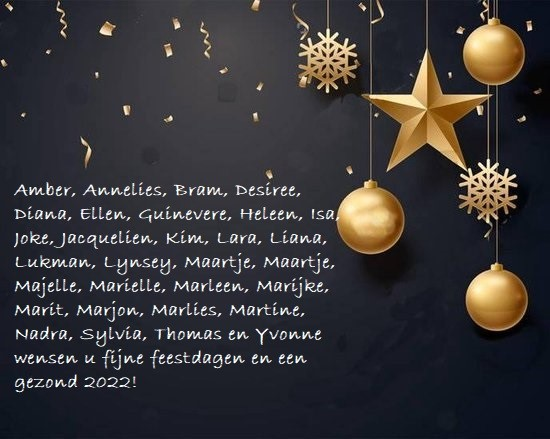 Amber, Annelies, Bram, Desiree,
Diana, Ellen, Guinevere, Heleen, Isa,
Joke, Jacquelien, Kim, Lara, Liana,
Lukman, Lynsey, Maartje, Maartje,
Majelle, Marielle, Marleen, Marijke,
Marit, Marjon, Marlies, Martine,
Nadra, Sylvia, Thomas en Yvonne
wensen u fijne feestdagen en een
gezond 2022!